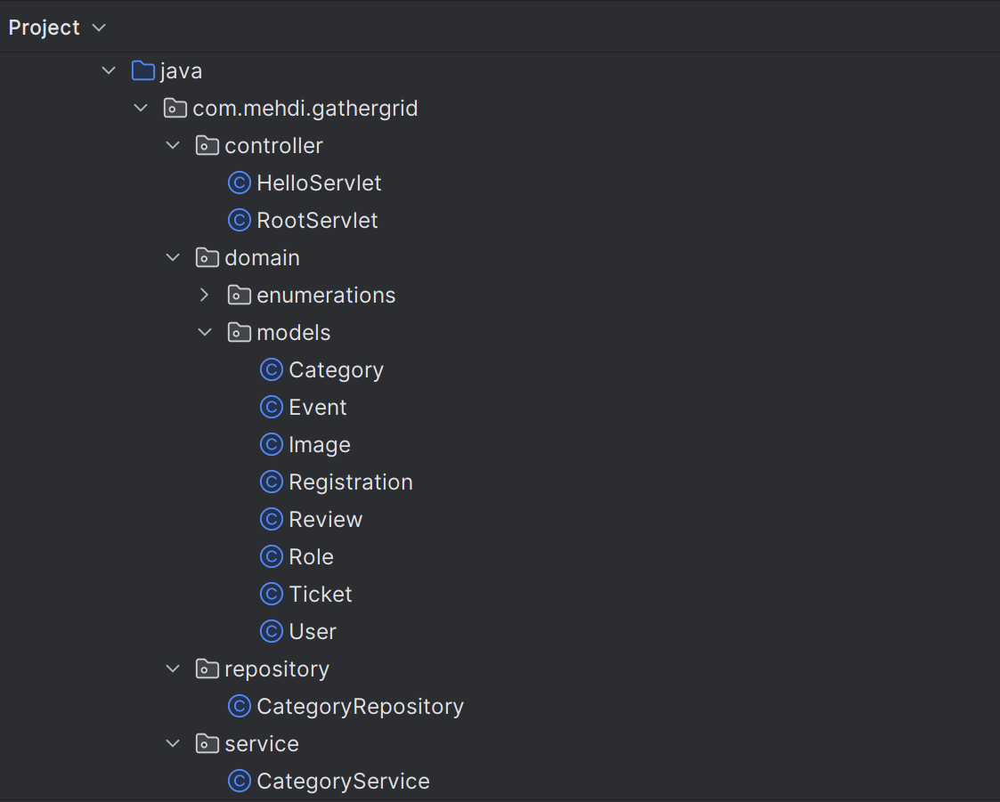 Project
java
com.mehdi.gathergrid
controller
C HelloServlet
C RootServlet
domain
enumerations
models
C Category
C Event
C Image
C Registration
C Review
C Role
C Ticket
C User
repository
C CategoryRepository
service
C CategoryService